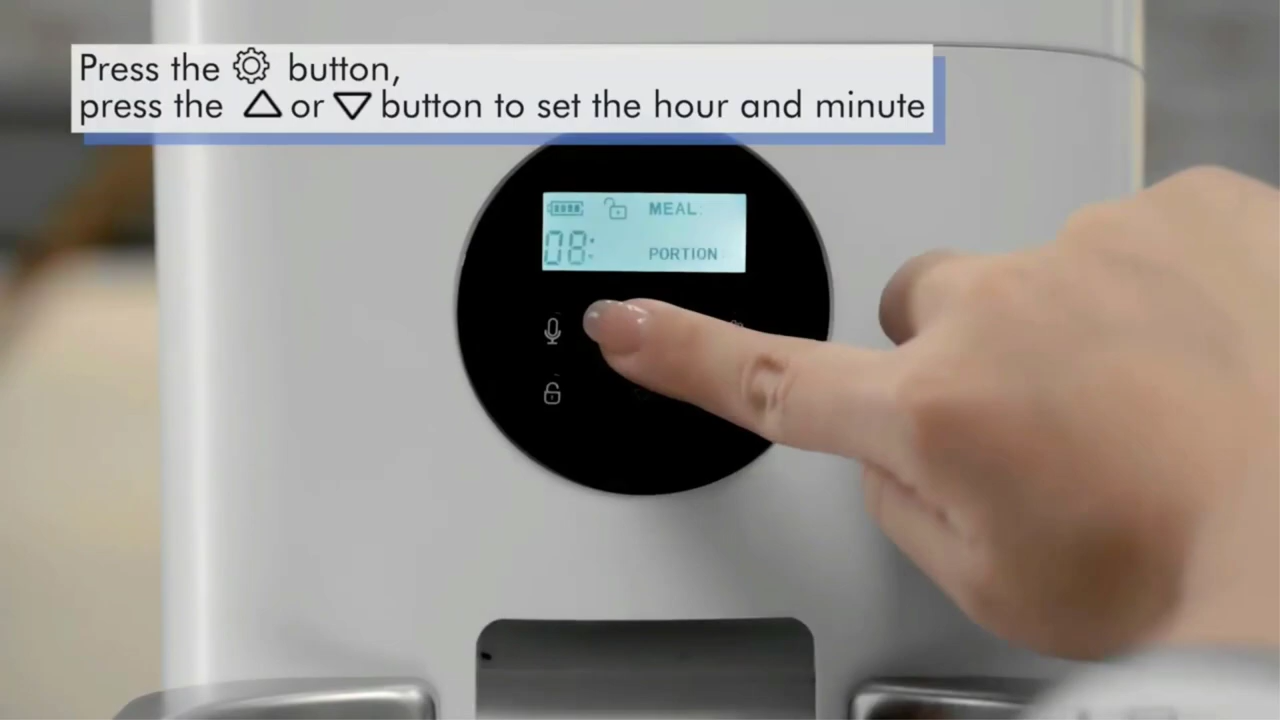 Press the button,
press the △ or ▽ button to set the hour and minute
MEAL:
08:
PORTION